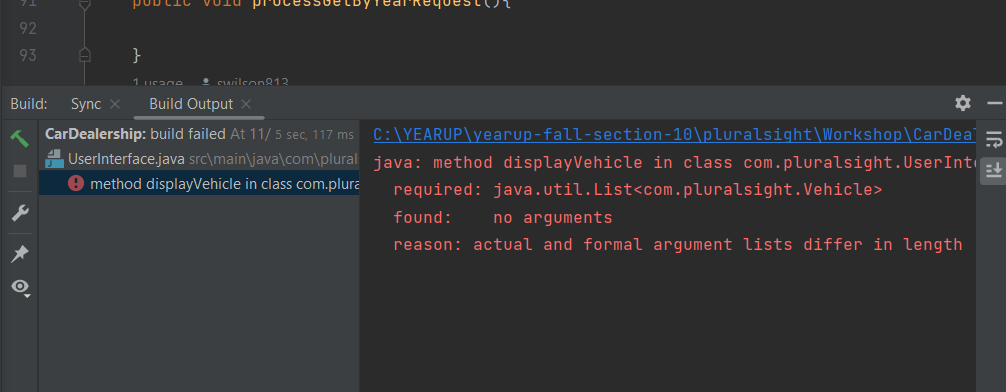 91 public void processGetByYearRequest(){
92
93 }
1 usage swilson813
Build: Sync × Build Output ×
CarDealership: build failed At 11/ 5 sec, 117 ms
UserInterface.java src\main\java\com\plural
method displayVehicle in class com.plura
C:\YEARUP\yearup-fall-section-10\pluralsight\Workshop\CarDeal
java: method displayVehicle in class com.pluralsight.UserInte
required: java.util.List<com.pluralsight.Vehicle>
found: no arguments
reason: actual and formal argument lists differ in length